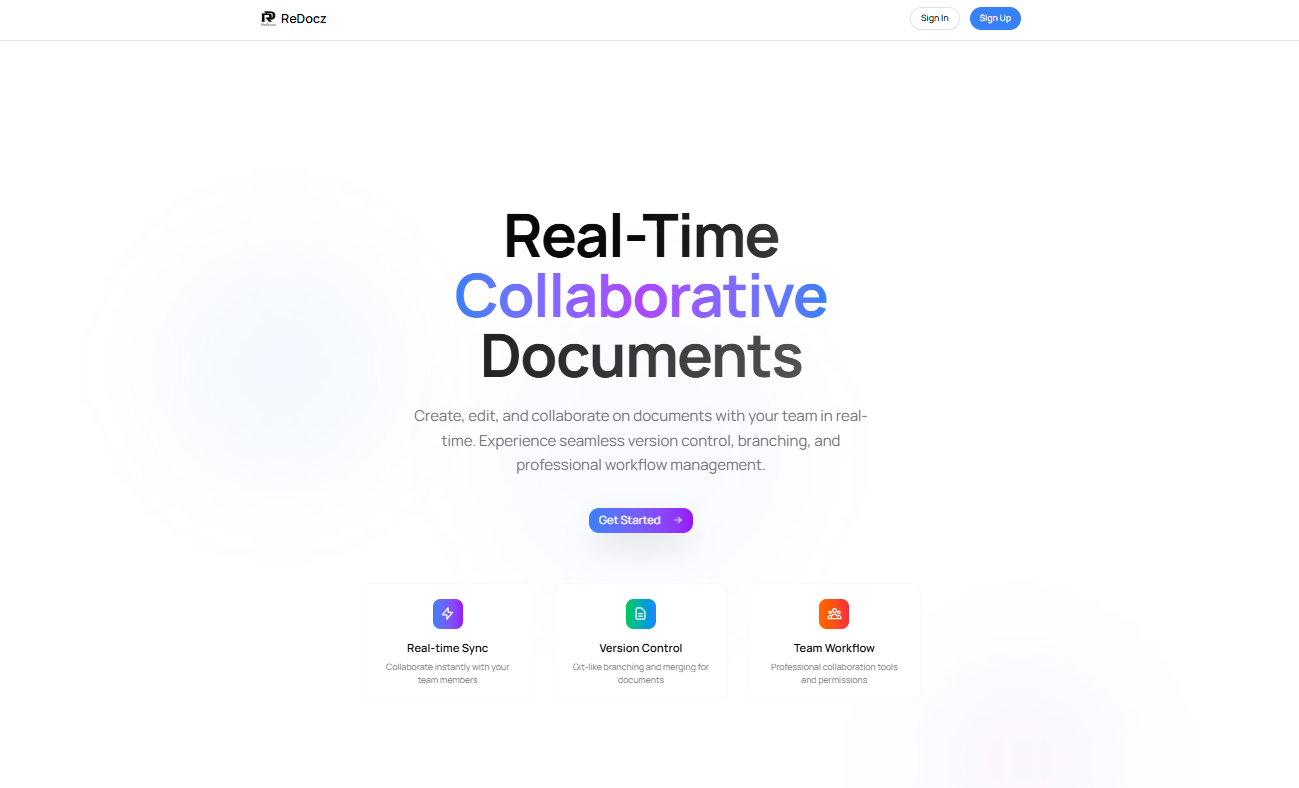 ReDocz
Sign In
Sign Up
Real-Time
Collaborative
Documents
Create, edit, and collaborate on documents with your team in real-
time. Experience seamless version control, branching, and
professional workflow management.
Get Started
Real-time Sync
Collaborate instantly with your
team members
Version Control
Git-like branching and merging for
documents
Team Workflow
Professional collaboration tools
and permissions